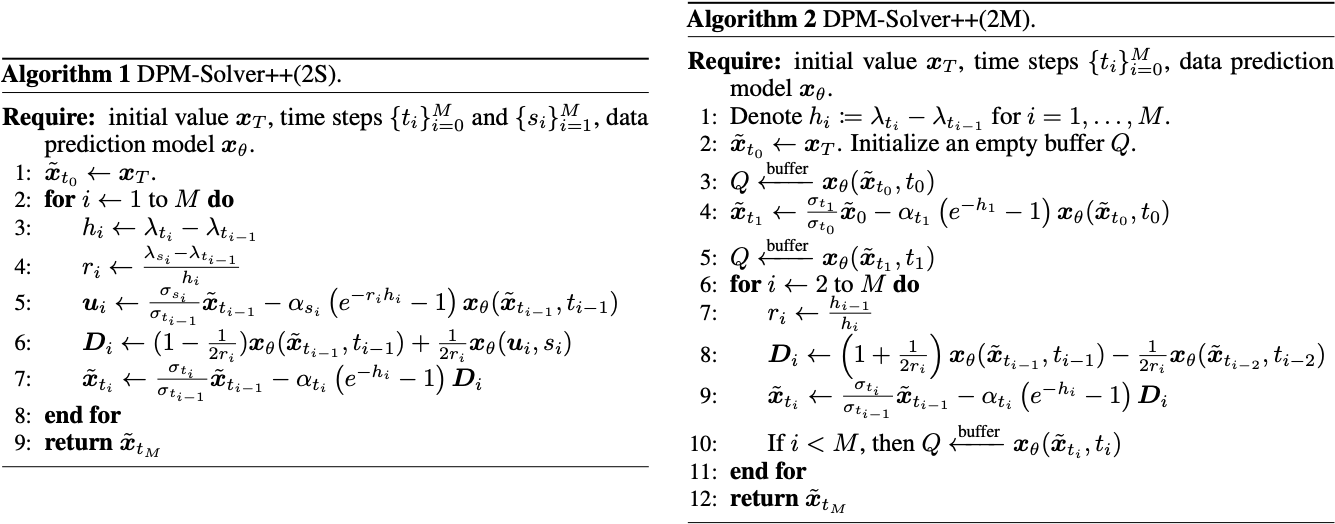 Algorithm 1 DPM-Solver++(2S).
Require: initial value $\boldsymbol{x}_T$, time steps $\{t_i\}_{i=0}^M$ and $\{s_i\}_{i=1}^M$, data
prediction model $\boldsymbol{x}_\theta$.
1: $\tilde{\boldsymbol{x}}_{t_0} \leftarrow \boldsymbol{x}_T$.
2: for $i \leftarrow 1$ to $M$ do
3: $h_i \leftarrow \lambda_{t_i} - \lambda_{t_{i-1}}$
4: $r_i \leftarrow \frac{\lambda_{s_i} - \lambda_{t_{i-1}}}{h_i}$
5: $\boldsymbol{u}_i \leftarrow \frac{\sigma_{s_i}}{\sigma_{t_{i-1}}} \tilde{\boldsymbol{x}}_{t_{i-1}} - \alpha_{s_i} \left(e^{-r_i h_i} - 1\right) \boldsymbol{x}_\theta(\tilde{\boldsymbol{x}}_{t_{i-1}}, t_{i-1})$
6: $\boldsymbol{D}_i \leftarrow (1 - \frac{1}{2r_i}) \boldsymbol{x}_\theta(\tilde{\boldsymbol{x}}_{t_{i-1}}, t_{i-1}) + \frac{1}{2r_i} \boldsymbol{x}_\theta(\boldsymbol{u}_i, s_i)$
7: $\tilde{\boldsymbol{x}}_{t_i} \leftarrow \frac{\sigma_{t_i}}{\sigma_{t_{i-1}}} \tilde{\boldsymbol{x}}_{t_{i-1}} - \alpha_{t_i} \left(e^{-h_i} - 1\right) \boldsymbol{D}_i$
8: end for
9: return $\tilde{\boldsymbol{x}}_{t_M}$
Algorithm 2 DPM-Solver++(2M).
Require: initial value $\boldsymbol{x}_T$, time steps $\{t_i\}_{i=0}^M$, data prediction
model $\boldsymbol{x}_\theta$.
1: Denote $h_i := \lambda_{t_i} - \lambda_{t_{i-1}}$ for $i = 1, \ldots, M$.
2: $\tilde{\boldsymbol{x}}_{t_0} \leftarrow \boldsymbol{x}_T$. Initialize an empty buffer $Q$.
3: $Q \xleftarrow{\text{buffer}} \boldsymbol{x}_\theta(\tilde{\boldsymbol{x}}_{t_0}, t_0)$
4: $\tilde{\boldsymbol{x}}_{t_1} \leftarrow \frac{\sigma_{t_1}}{\sigma_{t_0}} \tilde{\boldsymbol{x}}_0 - \alpha_{t_1} \left(e^{-h_1} - 1\right) \boldsymbol{x}_\theta(\tilde{\boldsymbol{x}}_{t_0}, t_0)$
5: $Q \xleftarrow{\text{buffer}} \boldsymbol{x}_\theta(\tilde{\boldsymbol{x}}_{t_1}, t_1)$
6: for $i \leftarrow 2$ to $M$ do
7: $r_i \leftarrow \frac{h_{i-1}}{h_i}$
8: $\boldsymbol{D}_i \leftarrow \left(1 + \frac{1}{2r_i}\right) \boldsymbol{x}_\theta(\tilde{\boldsymbol{x}}_{t_{i-1}}, t_{i-1}) - \frac{1}{2r_i} \boldsymbol{x}_\theta(\tilde{\boldsymbol{x}}_{t_{i-2}}, t_{i-2})$
9: $\tilde{\boldsymbol{x}}_{t_i} \leftarrow \frac{\sigma_{t_i}}{\sigma_{t_{i-1}}} \tilde{\boldsymbol{x}}_{t_{i-1}} - \alpha_{t_i} \left(e^{-h_i} - 1\right) \boldsymbol{D}_i$
10: If $i < M$, then $Q \xleftarrow{\text{buffer}} \boldsymbol{x}_\theta(\tilde{\boldsymbol{x}}_{t_i}, t_i)$
11: end for
12: return $\tilde{\boldsymbol{x}}_{t_M}$